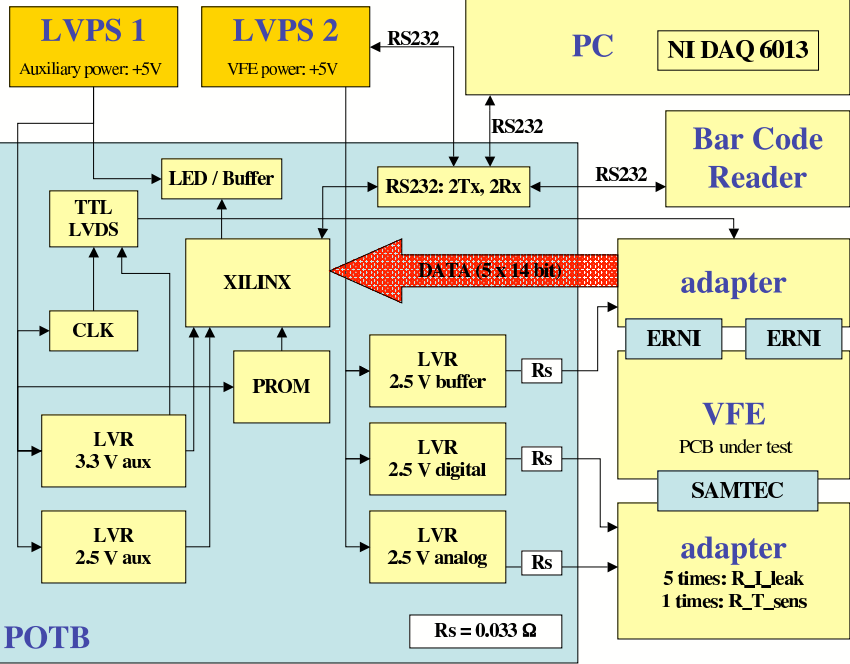 LVPS 1
Auxiliary power: +5V
LVPS 2
VFE power: +5V
RS232
PC
NI DAQ 6013
RS232
Bar Code
Reader
RS232
LED / Buffer
RS232: 2Tx, 2Rx
TTL
LVDS
XILINX
DATA (5 x 14 bit)
adapter
CLK
ERNI
ERNI
PROM
LVR
2.5 V buffer
Rs
VFE
PCB under test
LVR
3.3 V aux
LVR
2.5 V digital
Rs
SAMTEC
LVR
2.5 V aux
LVR
2.5 V analog
Rs
adapter
5 times: R_I_leak
1 times: R_T_sens
POTB
Rs = 0.033 Ω